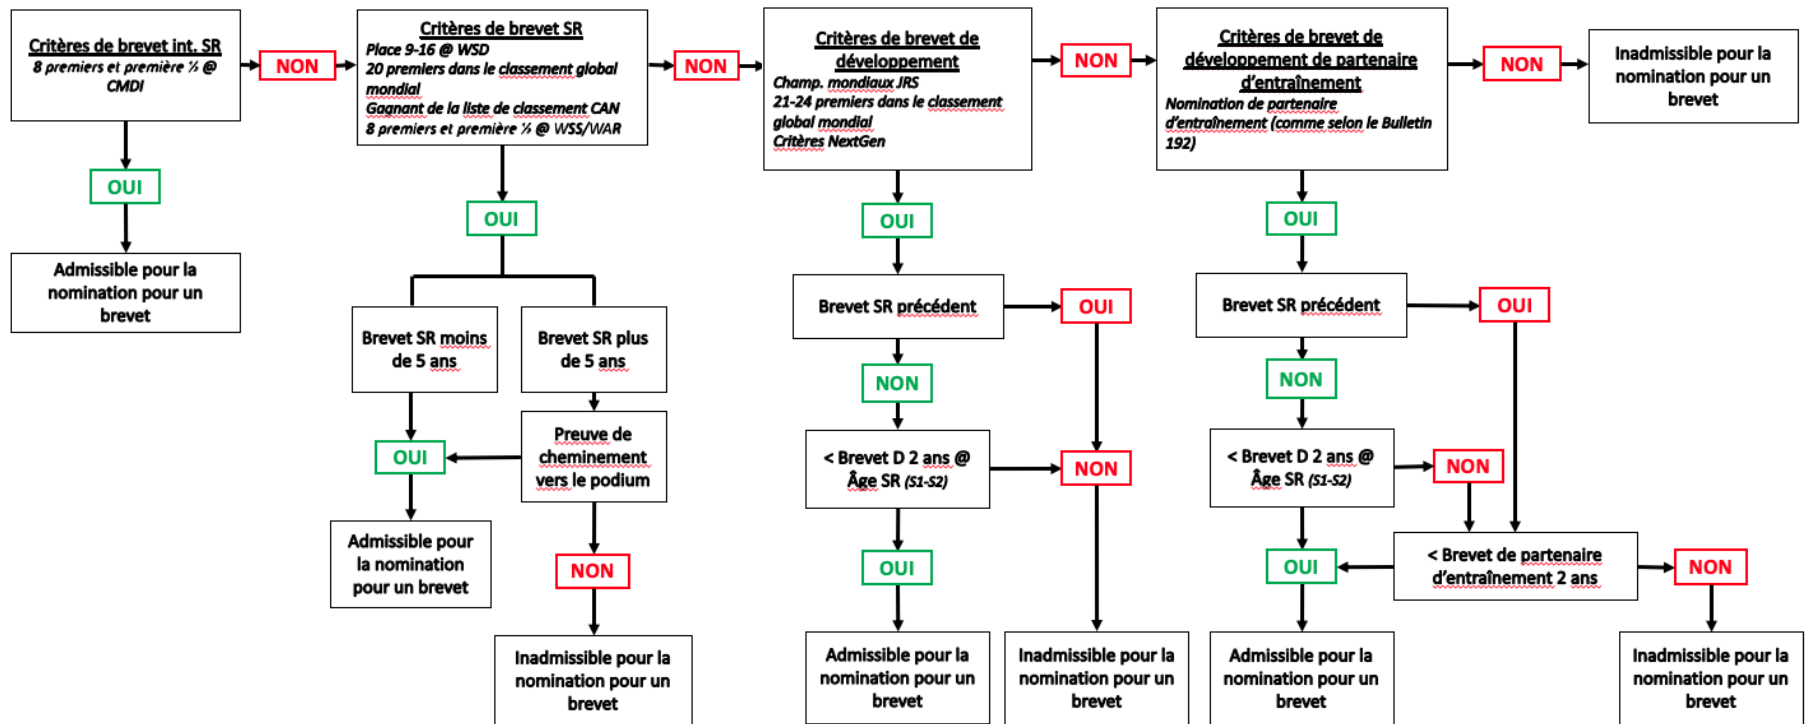 Critères de brevet int. SR
8 premiers et première ½ @
CMDI
NON
Critères de brevet SR
Place 9-16 @ WSD
20 premiers dans le classement global
mondial
Gagnant de la liste de classement CAN
8 premiers et première ½ @ WSS/WAR
NON
Critères de brevet de
développement
Champ. mondiaux JRS
21-24 premiers dans le classement
global mondial
Critères NextGen
NON
Critères de brevet de
développement de partenaire
d'entraînement
Nomination de partenaire
d'entraînement (comme selon le Bulletin
192)
NON
Inadmissible pour la
nomination pour un
brevet
OUI
Admissible pour la
nomination pour un
brevet
OUI
Brevet SR moins
de 5 ans
Brevet SR plus
de 5 ans
OUI
Preuve de
cheminement
vers le podium
Admissible pour
la nomination
pour un brevet
NON
Inadmissible pour la
nomination pour un
brevet
OUI
Brevet SR précédent
OUI
NON
< Brevet D 2 ans @
Âge SR (S1-S2)
NON
OUI
Admissible pour la
nomination pour un
brevet
Inadmissible pour la
nomination pour un
brevet
OUI
Brevet SR précédent
OUI
NON
< Brevet D 2 ans @
Âge SR (S1-S2)
NON
OUI
< Brevet de partenaire
d'entraînement 2 ans
NON
Admissible pour la
nomination pour un
brevet
Inadmissible pour la
nomination pour un
brevet